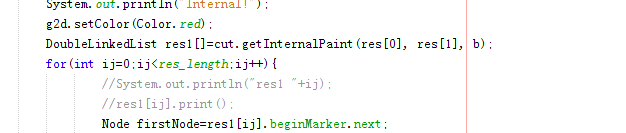 System.out.println("Internal!");
g2d.setColor(Color.red);
DoubleLinkedList res1[]=cut.getInternalPaint(res[0], res[1], b);
for(int ij=0;ij<res_length;ij++){
//System.out.println("res1 "+ij);
//res1[ij].print();
Node firstNode=res1[ij].beginMarker.next;